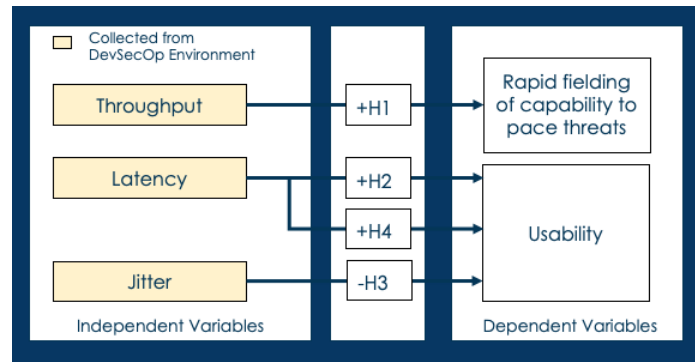 Collected from
DevSecOp Environment
Throughput
+H1
Rapid fielding
of capability to
pace threats
Latency
+H2
+H4
Usability
Jitter
-H3
Independent Variables
Dependent Variables